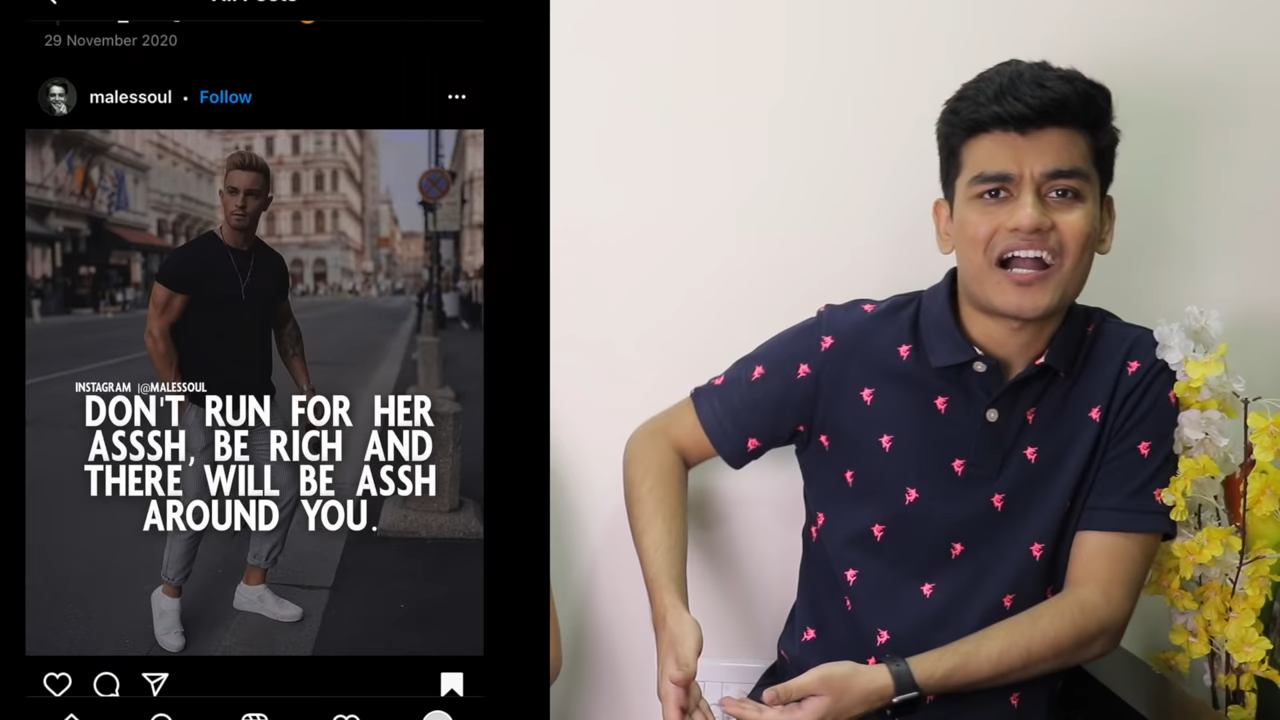 29 November 2020
malessoul • Follow
INSTAGRAM |@MALESSOUL
DON'T RUN FOR HER
ASSSH, BE RICH AND
THERE WILL BE ASSH
AROUND YOU.